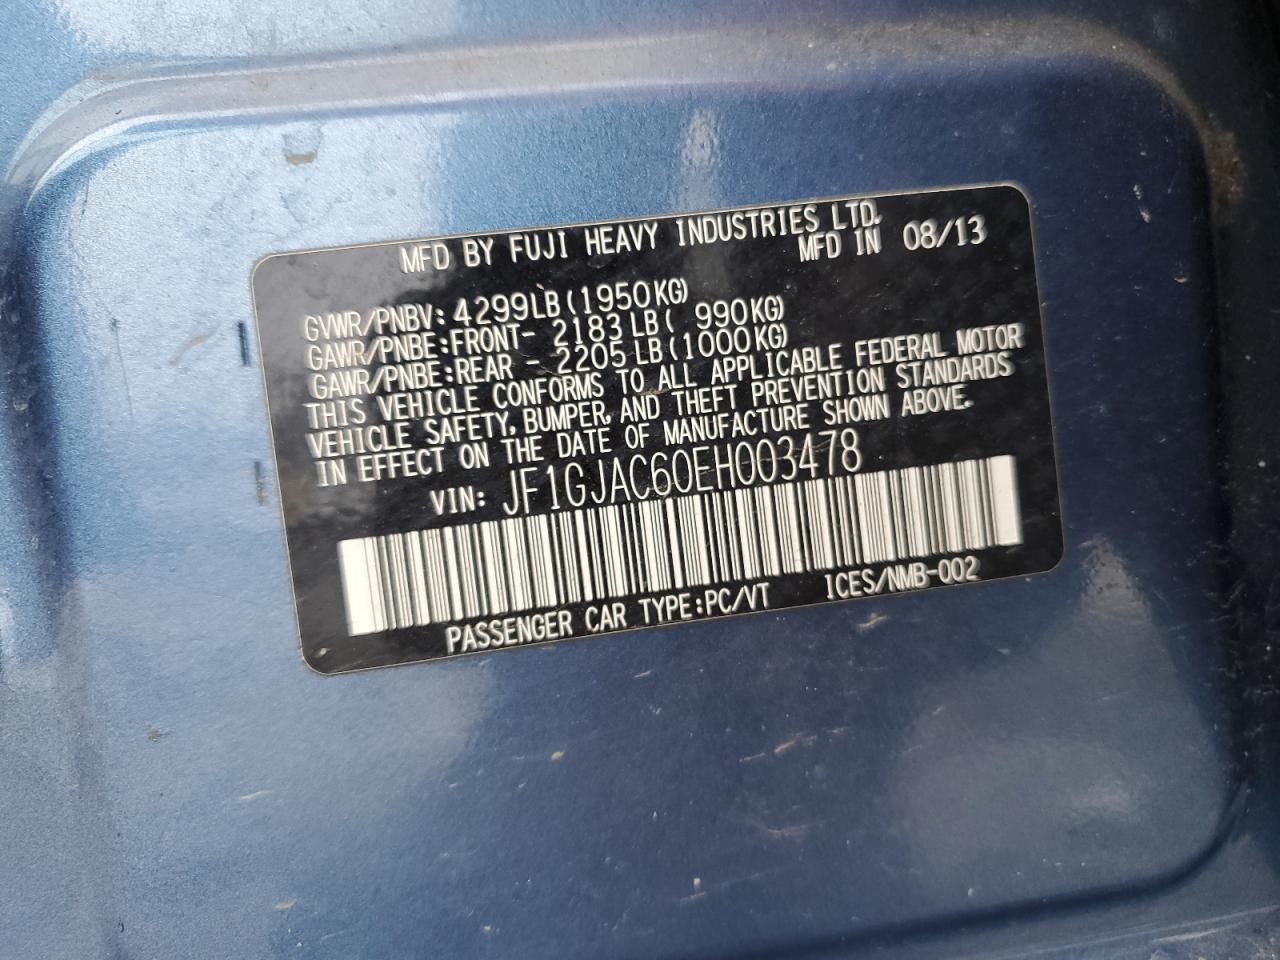 MFD BY FUJI HEAVY INDUSTRIES LTD.
MFD IN 08/13
GVWR/PNBV: 4299LB(1950KG)
GAWR/PNBE:FRONT- 2183LB( 990KG)
GAWR/PNBE:REAR - 2205LB(1000KG)
THIS VEHICLE CONFORMS TO ALL APPLICABLE FEDERAL MOTOR
VEHICLE SAFETY, BUMPER, AND THEFT PREVENTION STANDARDS
IN EFFECT ON THE DATE OF MANUFACTURE SHOWN ABOVE.
VIN: JF1GJAC60EH003478
PASSENGER CAR TYPE:PC/VT ICES/NMB-002